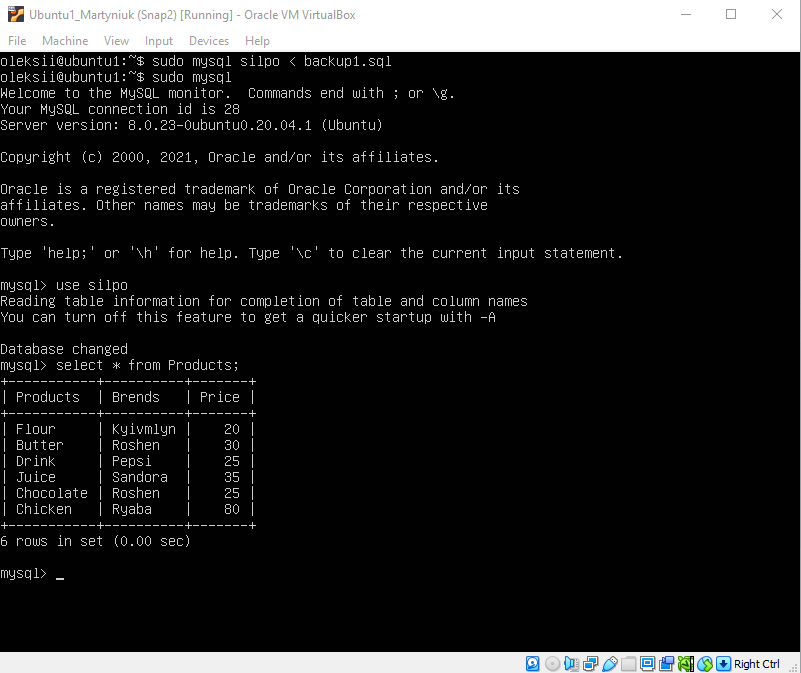 Ubuntu1_Martyniuk (Snap2) [Running] - Oracle VM VirtualBox
File Machine View Input Devices Help
oleksii@ubuntu1:~$ sudo mysql silpo < backup1.sql
oleksii@ubuntu1:~$ sudo mysql
Welcome to the MySQL monitor.  Commands end with ; or \g.
Your MySQL connection id is 28
Server version: 8.0.23-0ubuntu0.20.04.1 (Ubuntu)
Copyright (c) 2000, 2021, Oracle and/or its affiliates.
Oracle is a registered trademark of Oracle Corporation and/or its
affiliates. Other names may be trademarks of their respective
owners.
Type 'help;' or '\h' for help. Type '\c' to clear the current input statement.
mysql> use silpo
Reading table information for completion of table and column names
You can turn off this feature to get a quicker startup with -A
Database changed
mysql> select * from Products;
+-----------+----------+-------+
| Products  | Brends   | Price |
+-----------+----------+-------+
| Flour     | Kyivmlyn |    20 |
| Butter    | Roshen   |    30 |
| Drink     | Pepsi    |    25 |
| Juice     | Sandora  |    35 |
| Chocolate | Roshen   |    25 |
| Chicken   | Ryaba    |    80 |
+-----------+----------+-------+
6 rows in set (0.00 sec)
mysql> _
Right Ctrl